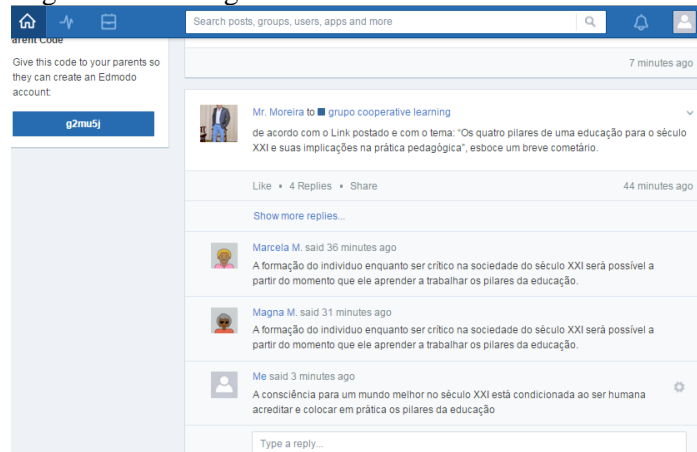 Search posts, groups, users, apps and more
arent Code
Give this code to your parents so
they can create an Edmodo
account:
g2mu5j
7 minutes ago
Mr. Moreira to grupo cooperative learning
de acordo com o Link postado e com o tema: "Os quatro pilares de uma educação para o século
XXI e suas implicações na prática pedagógica", esboce um breve cometário.
Like • 4 Replies • Share
44 minutes ago
Show more replies...
Marcela M. said 36 minutes ago
A formação do individuo enquanto ser crítico na sociedade do século XXI será possível a
partir do momento que ele aprender a trabalhar os pilares da educação.
Magna M. said 31 minutes ago
A formação do individuo enquanto ser crítico na sociedade do século XXI será possível a
partir do momento que ele aprender a trabalhar os pilares da educação.
Me said 3 minutes ago
A consciência para um mundo melhor no século XXI está condicionada ao ser humana
acreditar e colocar em prática os pilares da educação
Type a reply...